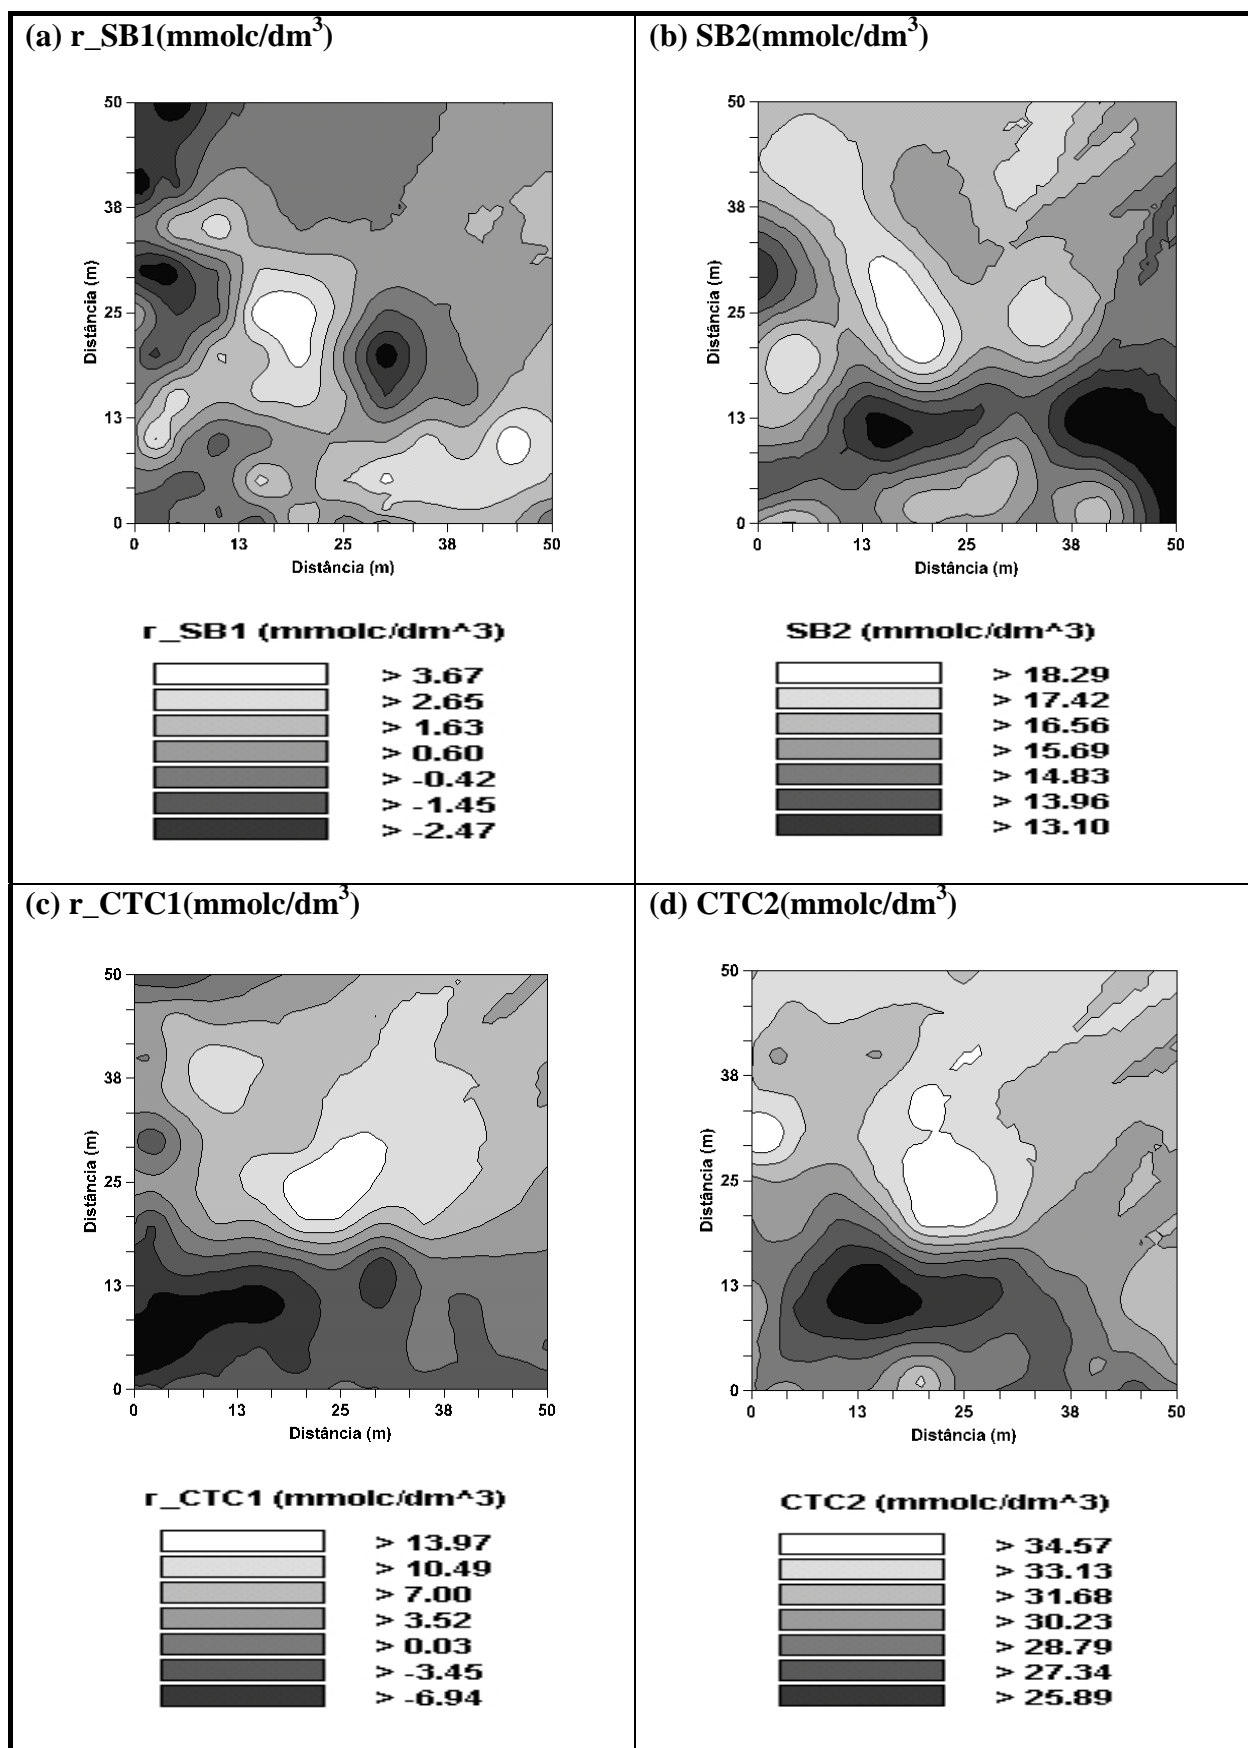 (a) r_SB1(mmolc/dm³)
50
38
25
13
0
Distância (m)
0 13 25 38 50
Distância (m)
r_SB1 (mmolc/dm^3)
> 3.67
> 2.65
> 1.63
> 0.60
> -0.42
> -1.45
> -2.47
(b) SB2(mmolc/dm³)
50
38
25
13
0
Distância (m)
0 13 25 38 50
Distância (m)
SB2 (mmolc/dm^3)
> 18.29
> 17.42
> 16.56
> 15.69
> 14.83
> 13.96
> 13.10
(c) r_CTC1(mmolc/dm³)
50
38
25
13
0
Distância (m)
0 13 25 38 50
Distância (m)
r_CTC1 (mmolc/dm^3)
> 13.97
> 10.49
> 7.00
> 3.52
> 0.03
> -3.45
> -6.94
(d) CTC2(mmolc/dm³)
50
38
25
13
0
Distância (m)
0 13 25 38 50
Distância (m)
CTC2 (mmolc/dm^3)
> 34.57
> 33.13
> 31.68
> 30.23
> 28.79
> 27.34
> 25.89